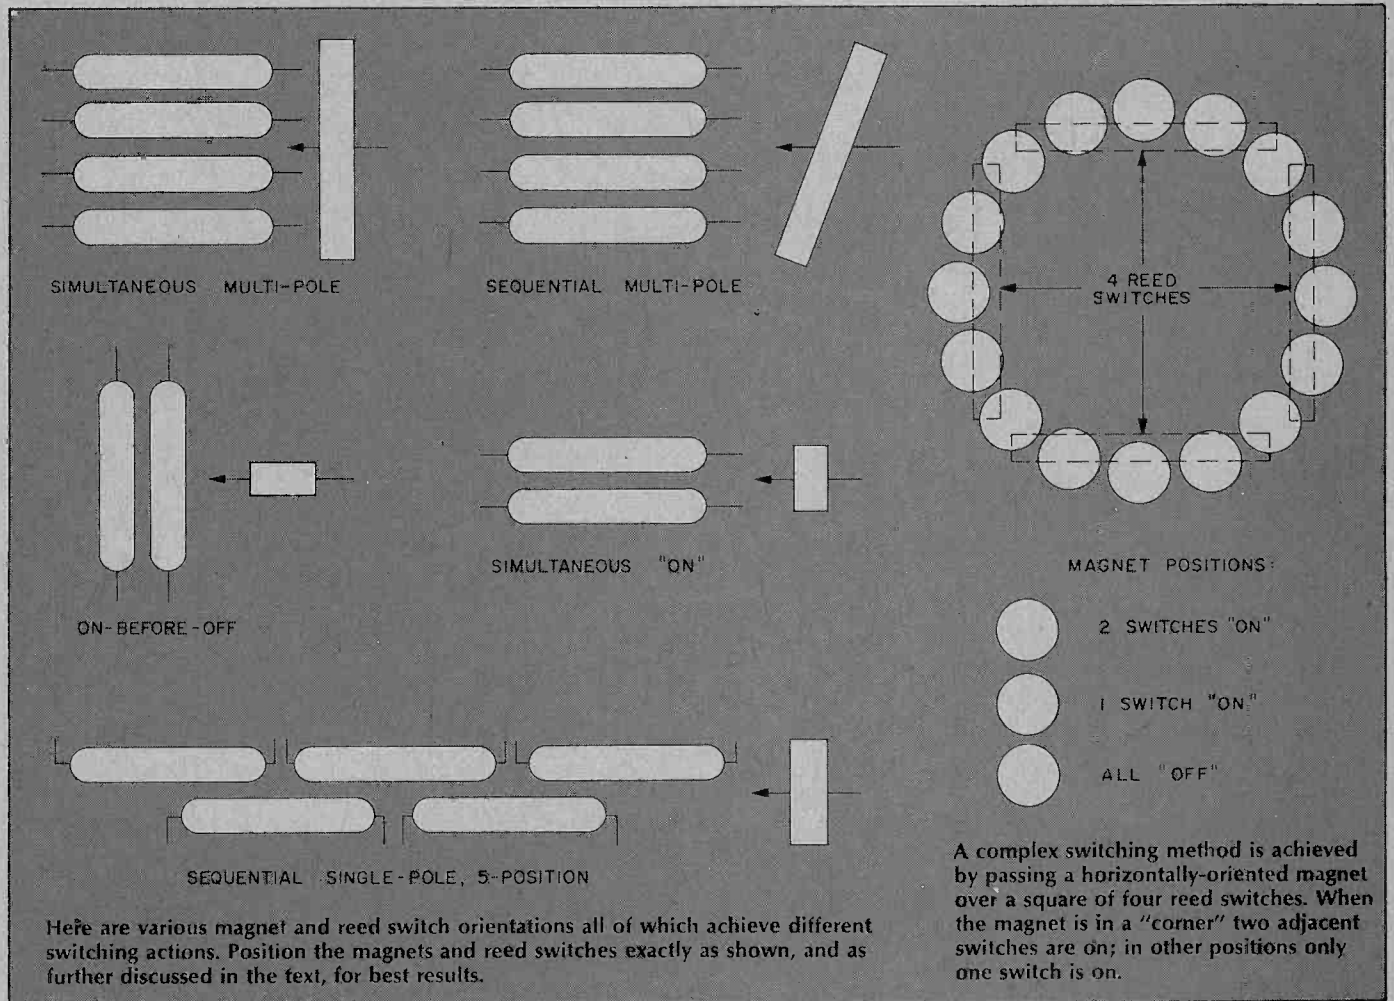 SIMULTANEOUS MULTI-POLE
SEQUENTIAL MULTI-POLE
4 REED
SWITCHES
ON-BEFORE-OFF
SIMULTANEOUS "ON"
MAGNET POSITIONS:
2 SWITCHES "ON"
1 SWITCH "ON"
ALL "OFF"
SEQUENTIAL SINGLE-POLE, 5-POSITION
Here are various magnet and reed switch orientations all of which achieve different
switching actions. Position the magnets and reed switches exactly as shown, and as
further discussed in the text, for best results.
A complex switching method is achieved
by passing a horizontally-oriented magnet
over a square of four reed switches. When
the magnet is in a "corner" two adjacent
switches are on; in other positions only
one switch is on.